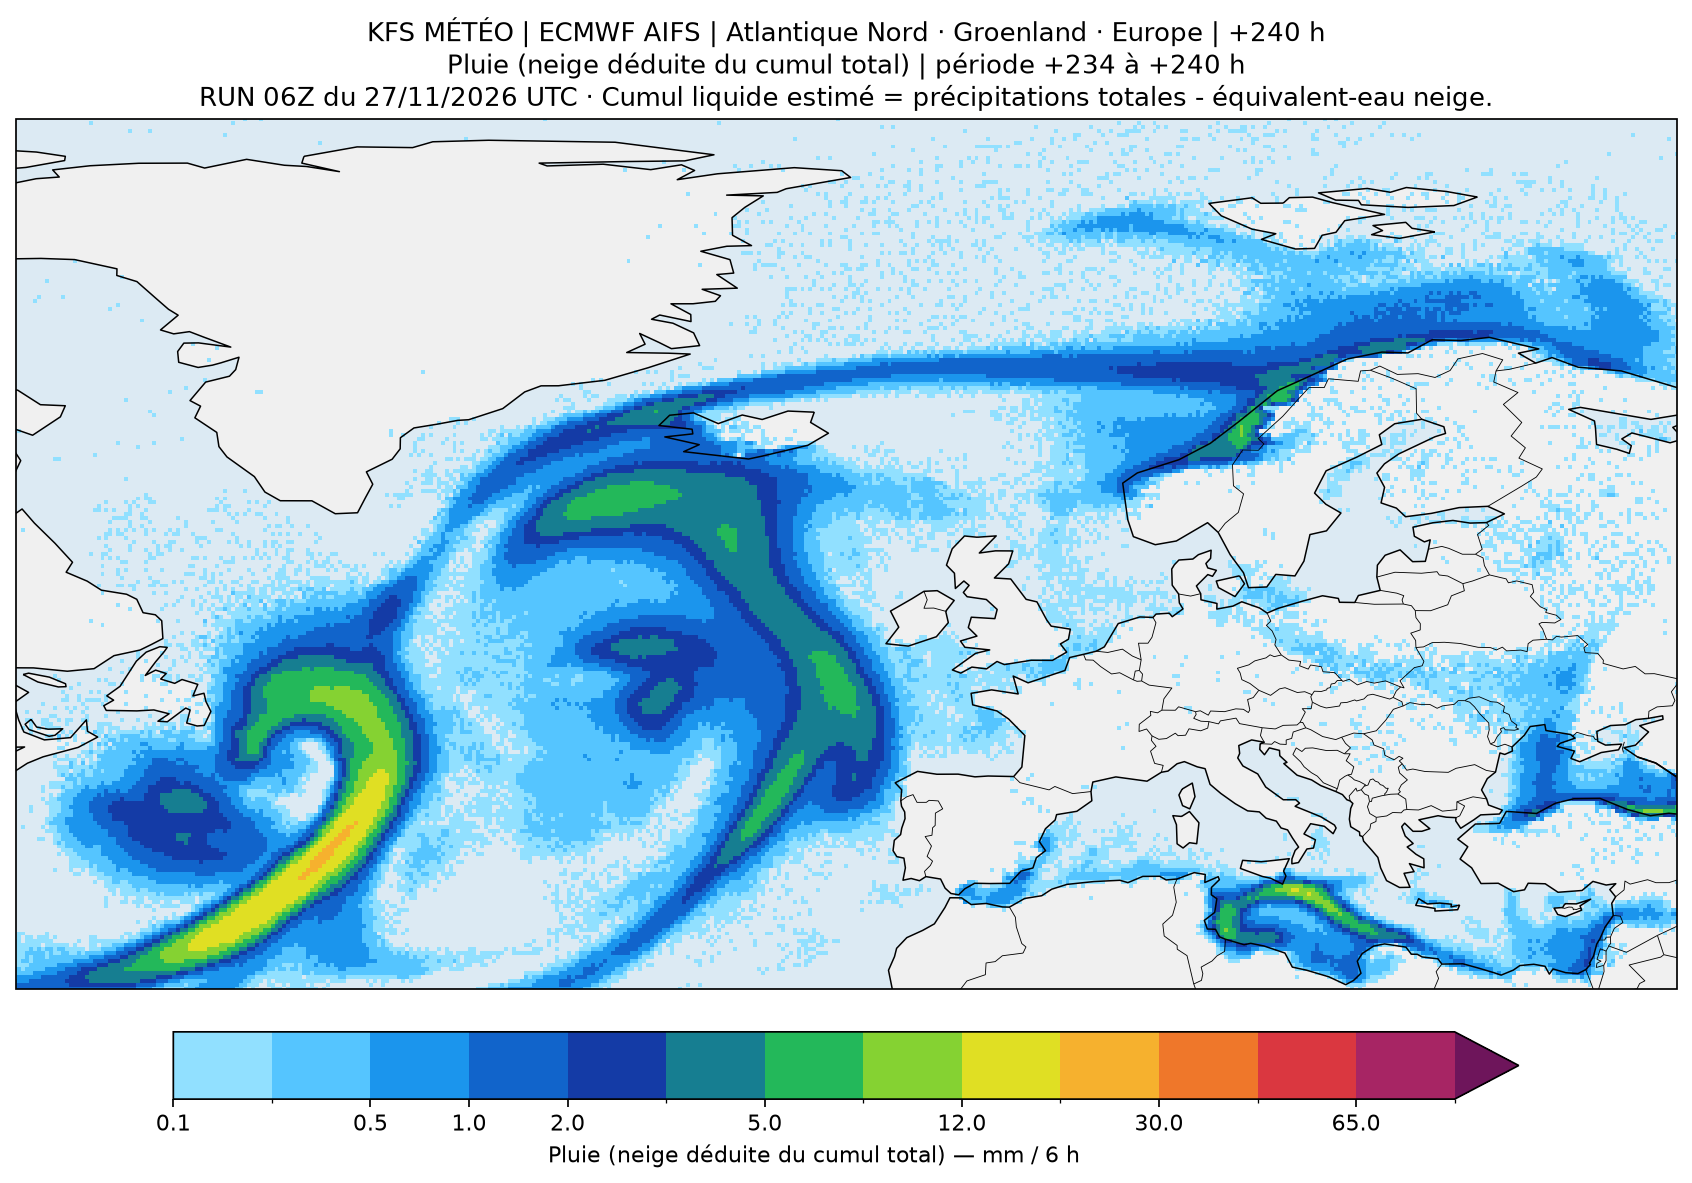 KFS MÉTÉO | ECMWF AIFS | Atlantique Nord · Groenland · Europe | +240 h
Pluie (neige déduite du cumul total) | période +234 à +240 h
RUN 06Z du 27/11/2026 UTC · Cumul liquide estimé = précipitations totales - équivalent-eau neige.
0.1 0.5 1.0 2.0 5.0 12.0 30.0 65.0
Pluie (neige déduite du cumul total) — mm / 6 h